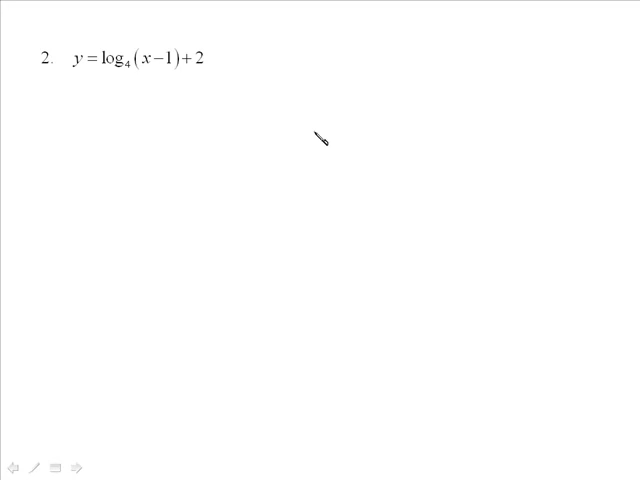 2. y = log₄(x−1)+2